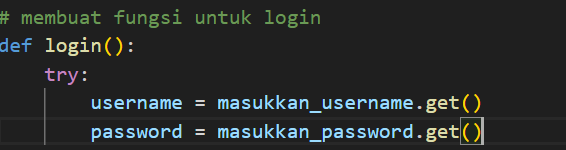 # membuat fungsi untuk login
def login():
    try:
        username = masukkan_username.get()
        password = masukkan_password.get()